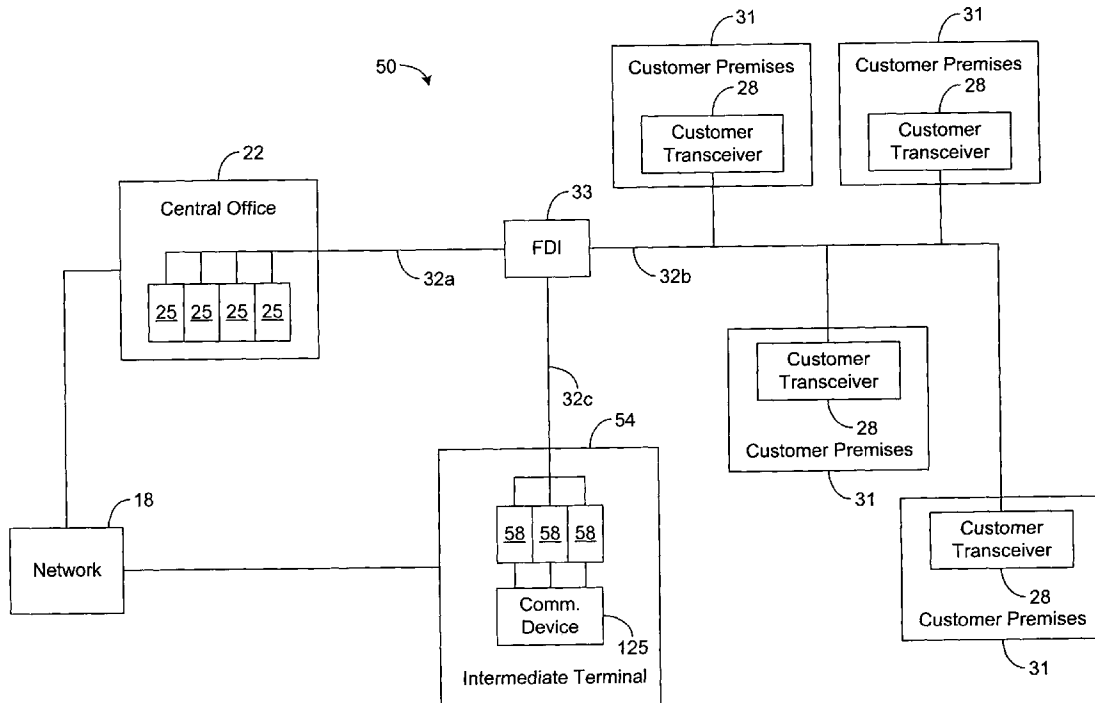 31
31
50
Customer Premises
Customer Premises
28
28
Customer
Transceiver
Customer
Transceiver
22
Central Office
33
FDI
32a
32b
25 25 25 25
Customer
Transceiver
28
Customer Premises
31
32c
54
18
Network
58 58 58
Comm.
Device
125
Intermediate Terminal
Customer
Transceiver
28
Customer Premises
31